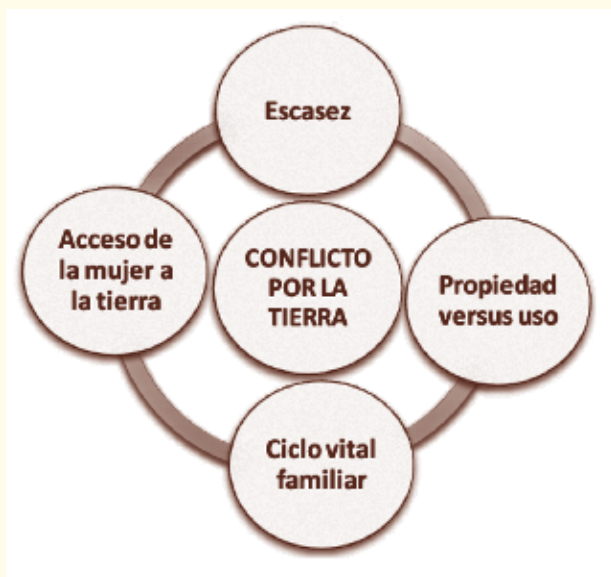 Escasez
Acceso de
la mujer a
la tierra
CONFLICTO
POR LA
TIERRA
Propiedad
versus uso
Ciclo vital
familiar